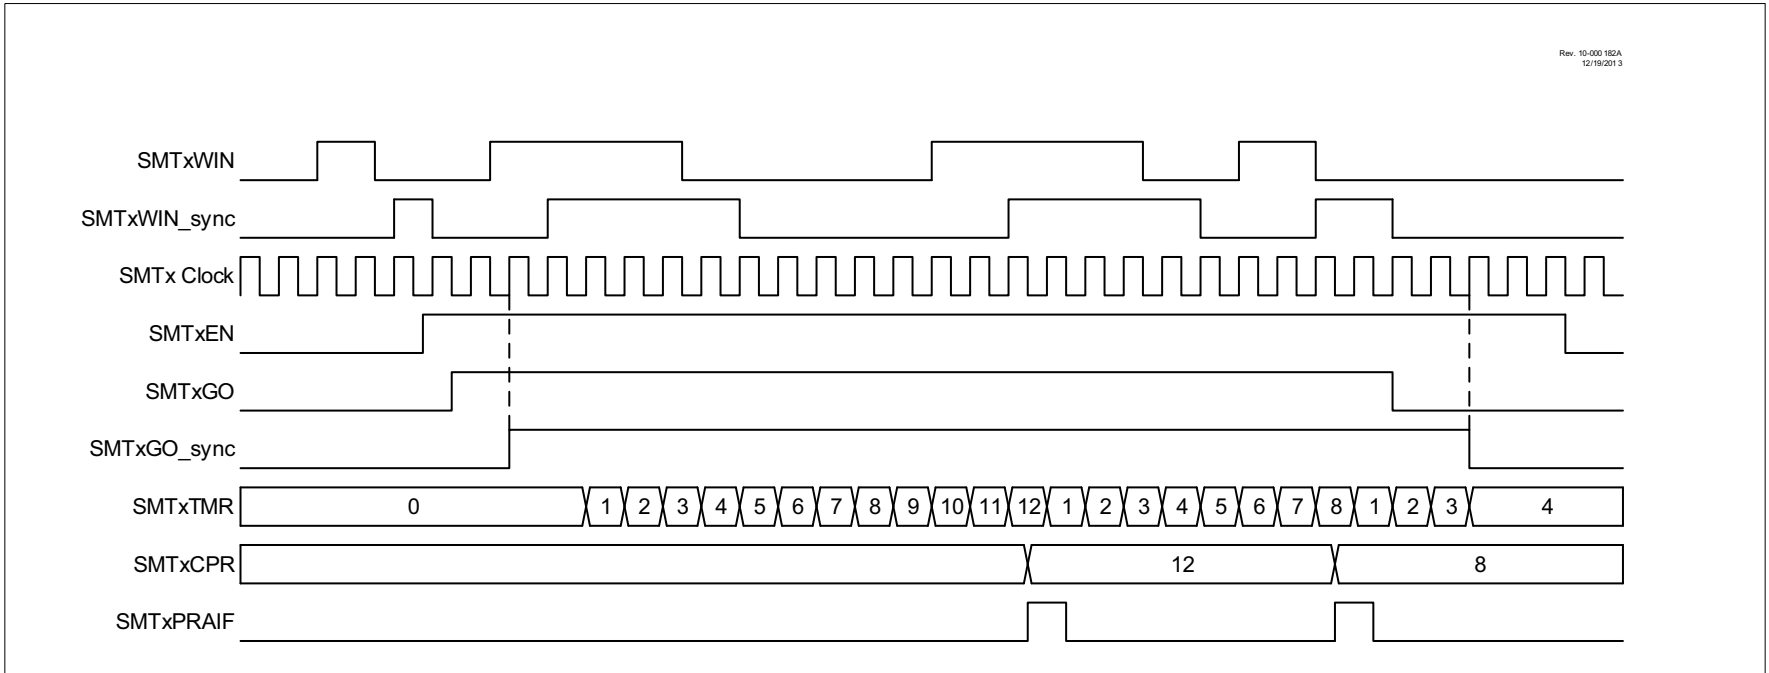 Rev. 10-000 182A
12/19/201 3
SMTxWIN
SMTxWIN_sync
SMTx Clock
SMTxEN
SMTxGO
SMTxGO_sync
SMTxTMR 0 1 2 3 4 5 6 7 8 9 10 11 12 1 2 3 4 5 6 7 8 1 2 3 4
SMTxCPR 12 8
SMTxPRAIF